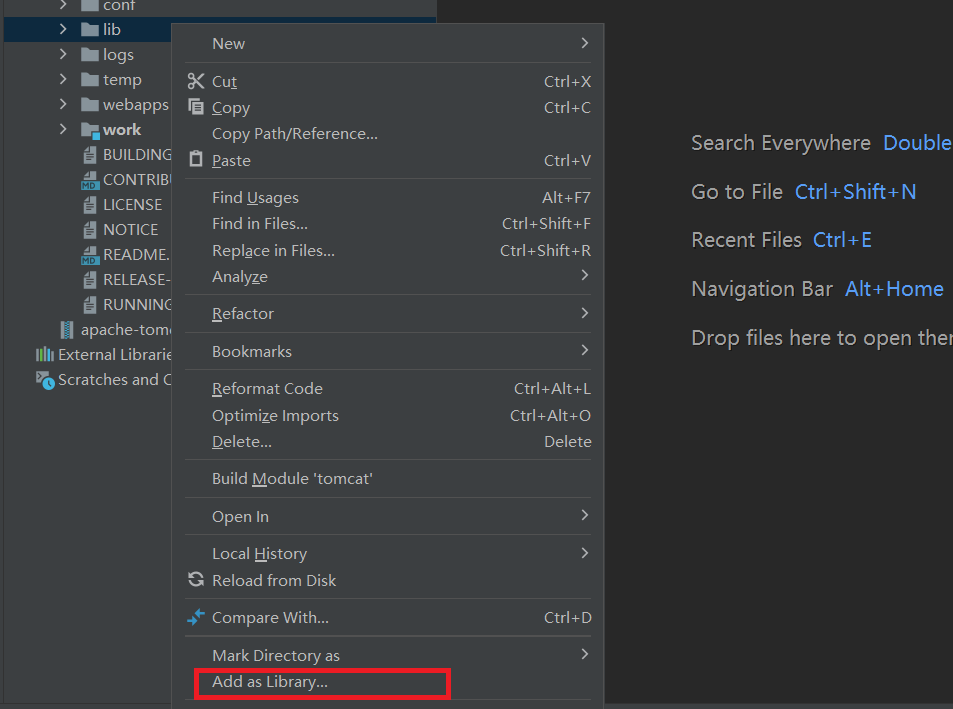 conf
lib
logs
temp
webapps
work
BUILDING
CONTRIBU
LICENSE
NOTICE
README.
RELEASE-
RUNNING
apache-tom
External Librarie
Scratches and C
New
Cut Ctrl+X
Copy Ctrl+C
Copy Path/Reference...
Paste Ctrl+V
Find Usages Alt+F7
Find in Files... Ctrl+Shift+F
Replace in Files... Ctrl+Shift+R
Analyze
Refactor
Bookmarks
Reformat Code Ctrl+Alt+L
Optimize Imports Ctrl+Alt+O
Delete... Delete
Build Module 'tomcat'
Open In
Local History
Reload from Disk
Compare With... Ctrl+D
Mark Directory as
Add as Library...
Search Everywhere Double
Go to File Ctrl+Shift+N
Recent Files Ctrl+E
Navigation Bar Alt+Home
Drop files here to open ther